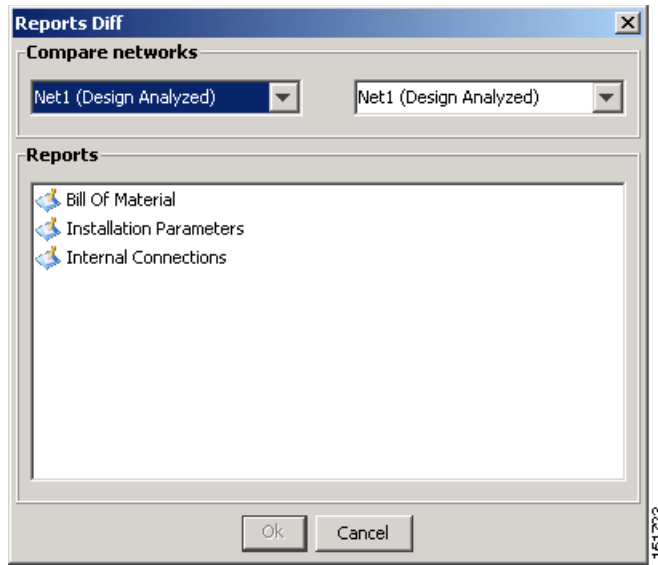 Reports Diff
Compare networks
Net1 (Design Analyzed) Net1 (Design Analyzed)
Reports
Bill Of Material
Installation Parameters
Internal Connections
Ok Cancel
151723